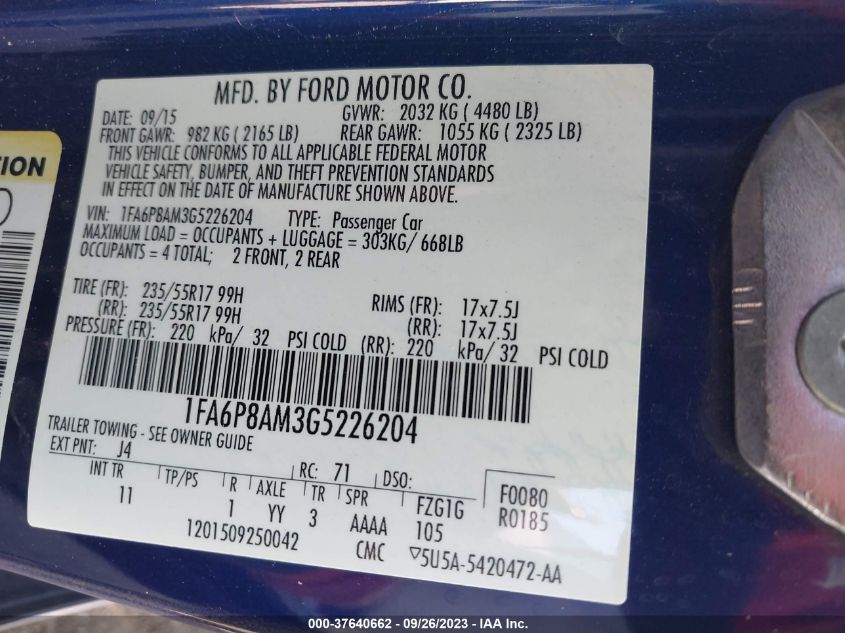 MFD. BY FORD MOTOR CO.
DATE: 09/15 GVWR: 2032 KG ( 4480 LB)
FRONT GAWR: 982 KG ( 2165 LB) REAR GAWR: 1055 KG ( 2325 LB)
THIS VEHICLE CONFORMS TO ALL APPLICABLE FEDERAL MOTOR
VEHICLE SAFETY, BUMPER, AND THEFT PREVENTION STANDARDS
IN EFFECT ON THE DATE OF MANUFACTURE SHOWN ABOVE.
VIN: 1FA6P8AM3G5226204 TYPE: Passenger Car
MAXIMUM LOAD = OCCUPANTS + LUGGAGE = 303KG/ 668LB
OCCUPANTS = 4 TOTAL; 2 FRONT, 2 REAR
TIRE (FR): 235/55R17 99H RIMS (FR): 17x7.5J
(RR): 235/55R17 99H (RR): 17x7.5J
PRESSURE (FR): 220 kPa/ 32 PSI COLD (RR): 220 kPa/ 32 PSI COLD
1FA6P8AM3G5226204
TRAILER TOWING - SEE OWNER GUIDE
EXT PNT: J4 RC: 71 DSO: F0080
INT TR TP/PS R AXLE TR SPR FZG1G R0185
11 1 YY 3 AAAA 105
1201509250042 CMC ▽5U5A-5420472-AA
TION
000-37640662 - 09/26/2023 - IAA Inc.